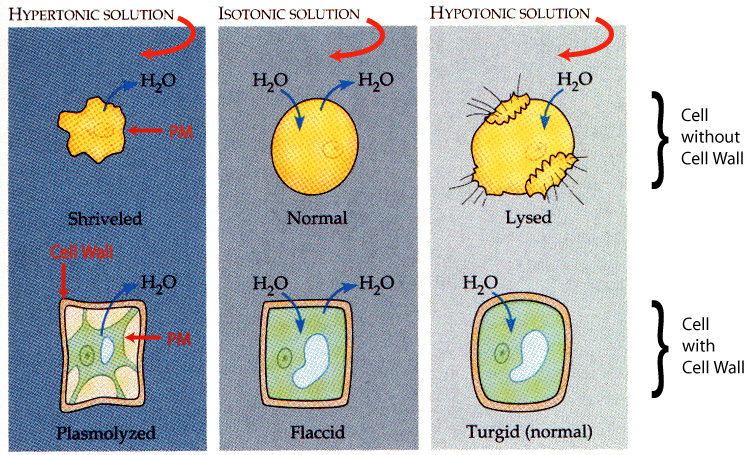 HYPERTONIC SOLUTION
ISOTONIC SOLUTION
HYPOTONIC SOLUTION
H₂O
PM
Shriveled
H₂O
H₂O
Normal
H₂O
Lysed
Cell
without
Cell Wall
Cell Wall
H₂O
PM
Plasmolyzed
H₂O
H₂O
Flaccid
H₂O
Turgid (normal)
Cell
with
Cell Wall